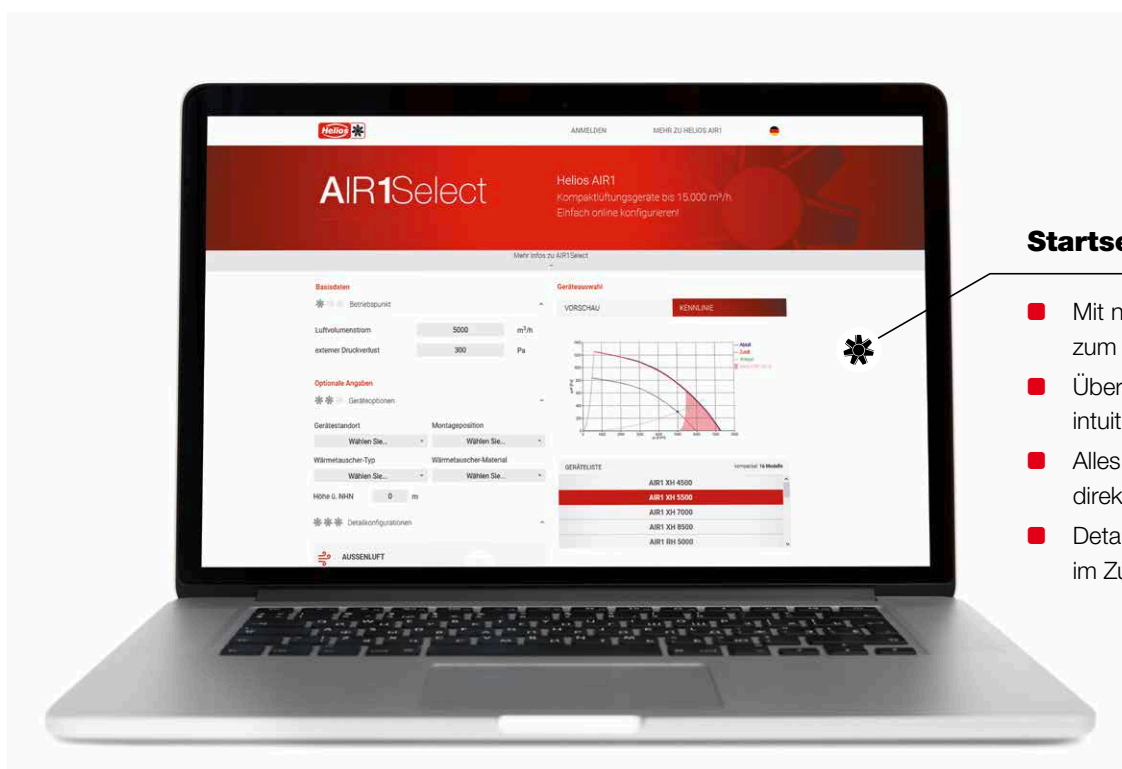 Helios
ANMELDEN
MEHR ZU HELIOS AIR1
AIR1Select
Helios AIR1
Kompaktlüftungsgeräte bis 15.000 m³/h.
Einfach online konfigurieren!
Mehr Infos zu AIR1Select
Basisdaten
Betriebspunkt
Luftvolumenstrom 5000 m³/h
externer Druckverlust 300 Pa
Optionale Angaben
Geräteoptionen
Gerätestandort Montageposition
Wählen Sie... Wählen Sie...
Wärmetauscher-Typ Wärmetauscher-Material
Wählen Sie... Wählen Sie...
Höhe ü. NHN 0 m
Detailkonfigurationen
AUSSENLUFT
Geräteauswahl
VORSCHAU KENNLINIE
GERÄTELISTE 16 Modelle
AIR1 XH 4500
AIR1 XH 5500
AIR1 XH 7000
AIR1 XH 8500
AIR1 RH 5000
Startse
Mit n
zum
Über
intuit
Alles
direk
Deta
im Zu